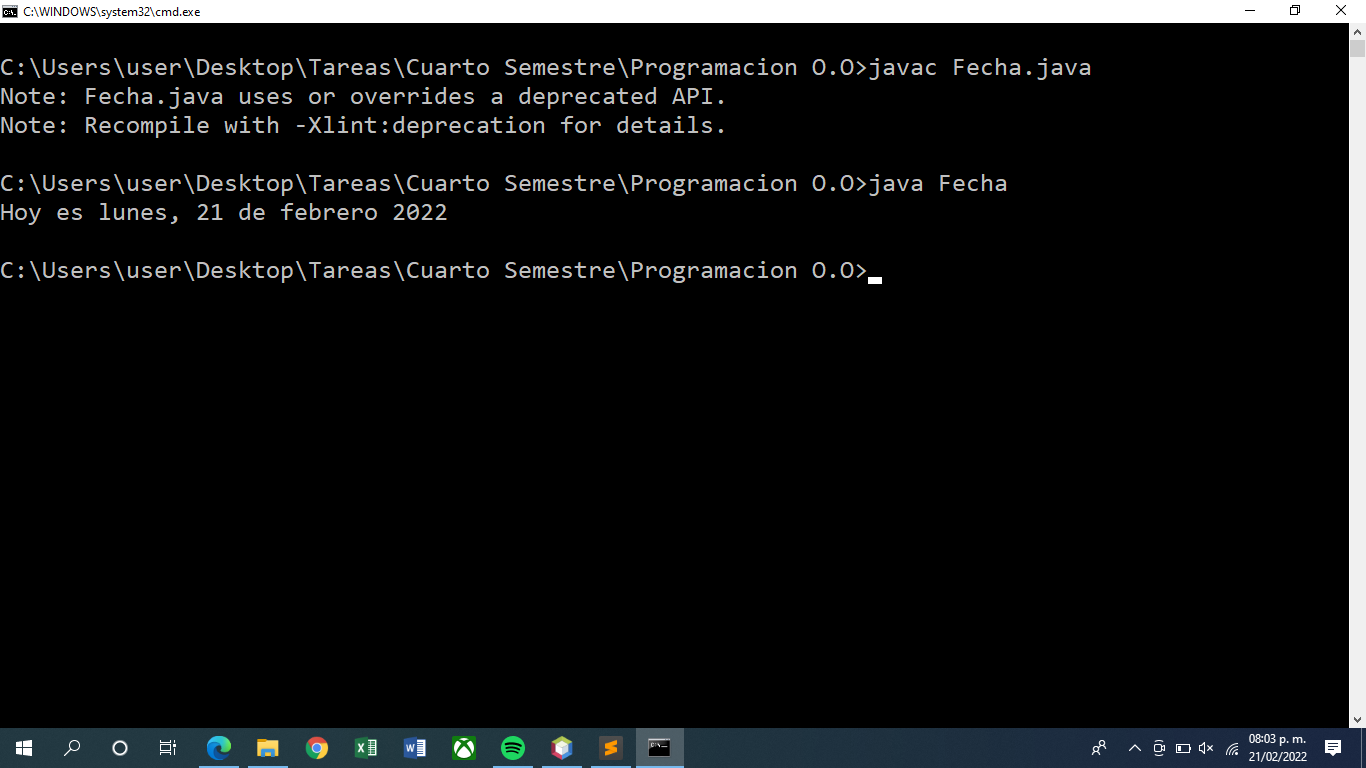 C:\WINDOWS\system32\cmd.exe
C:\Users\user\Desktop\Tareas\Cuarto Semestre\Programacion O.O>javac Fecha.java
Note: Fecha.java uses or overrides a deprecated API.
Note: Recompile with -Xlint:deprecation for details.
C:\Users\user\Desktop\Tareas\Cuarto Semestre\Programacion O.O>java Fecha
Hoy es lunes, 21 de febrero 2022
C:\Users\user\Desktop\Tareas\Cuarto Semestre\Programacion O.O>
08:03 p. m.
21/02/2022